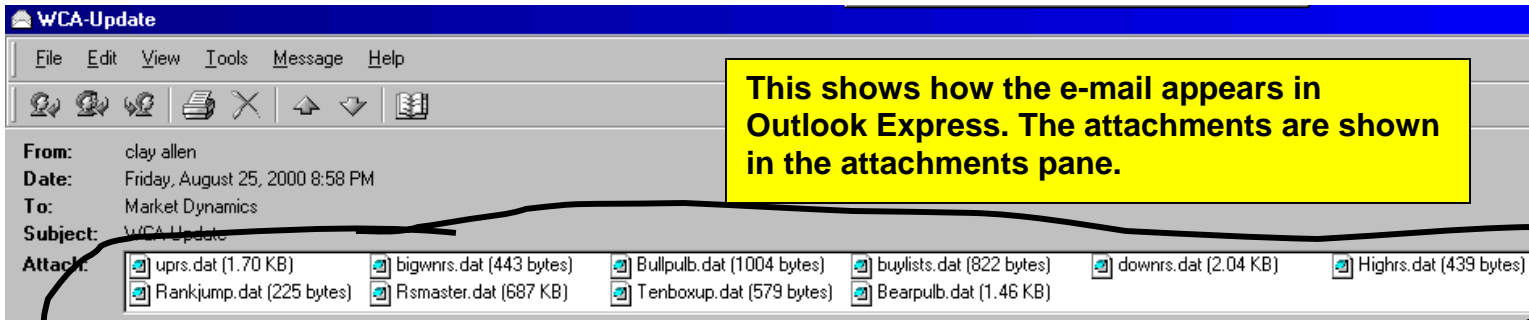 WCA-Update
File Edit View Tools Message Help
This shows how the e-mail appears in
Outlook Express. The attachments are shown
in the attachments pane.
From: clay allen
Date: Friday, August 25, 2000 8:58 PM
To: Market Dynamics
Subject: WCA-Update
Attach: uprs.dat (1.70 KB) bigwnrs.dat (443 bytes) Bullpulb.dat (1004 bytes) buylists.dat (822 bytes) downrs.dat (2.04 KB) Highrs.dat (439 bytes)
Rankjump.dat (225 bytes) Rsmaster.dat (687 KB) Tenboxup.dat (579 bytes) Bearpulb.dat (1.46 KB)